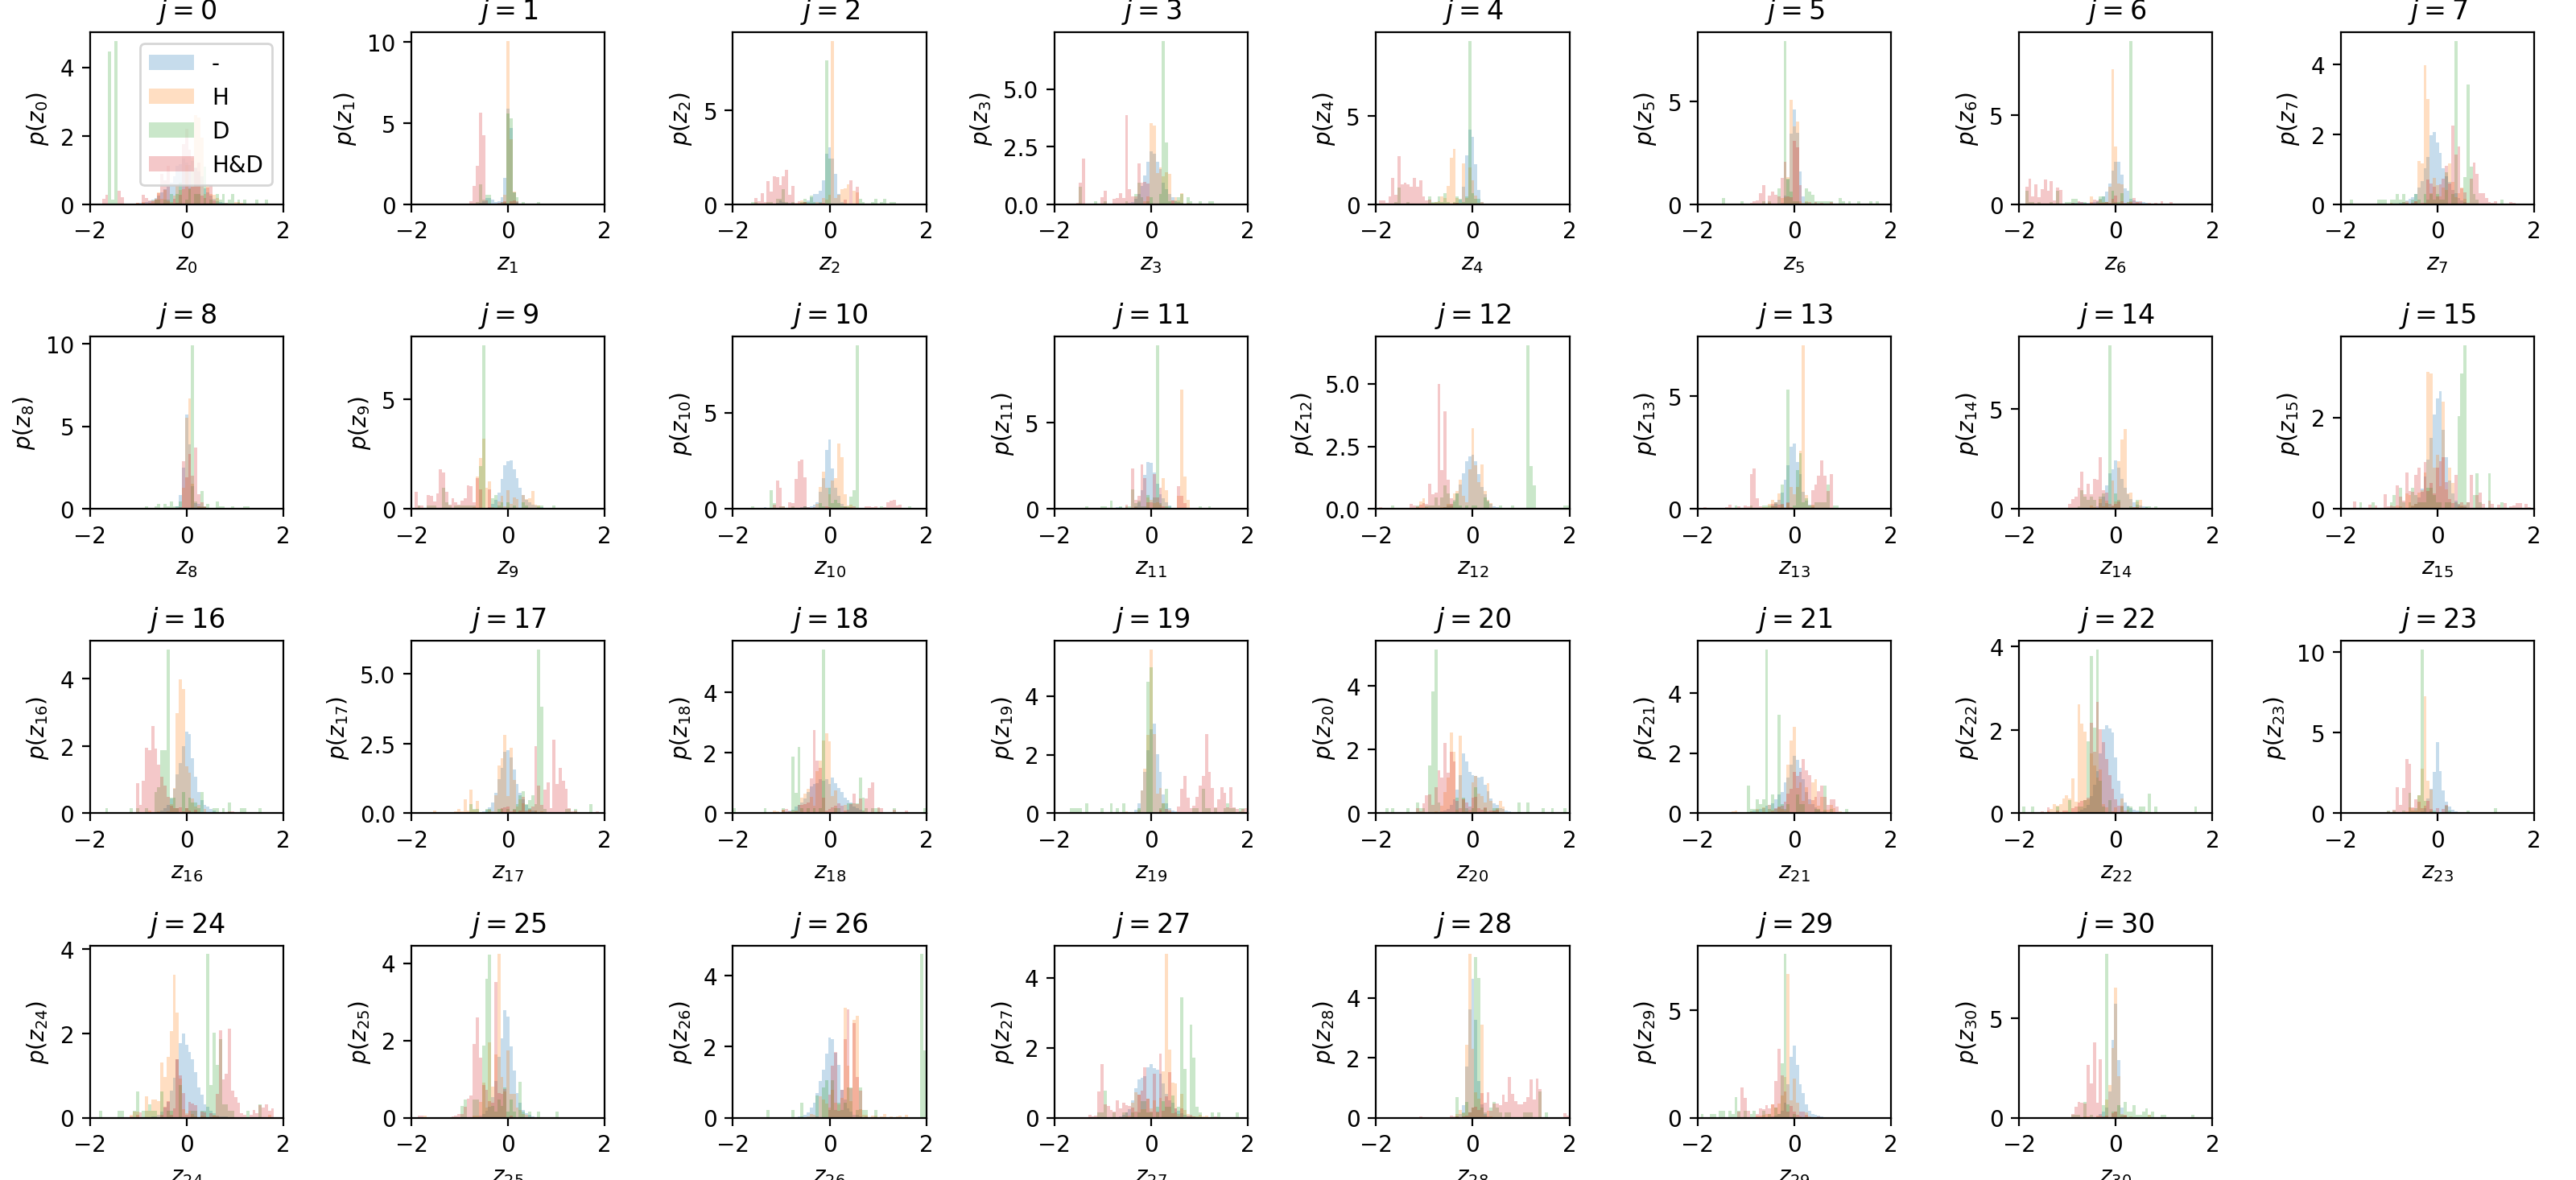 j = 0 j = 1 j = 2 j = 3 j = 4 j = 5 j = 6 j = 7
p(z0) 4 2 0 −2 0 2 z0
- 
H
D
H&D
p(z1) 10 5 0 −2 0 2 z1
p(z2) 5 0 −2 0 2 z2
p(z3) 5.0 2.5 0.0 −2 0 2 z3
p(z4) 5 0 −2 0 2 z4
p(z5) 5 0 −2 0 2 z5
p(z6) 5 0 −2 0 2 z6
p(z7) 4 2 0 −2 0 2 z7
j = 8 j = 9 j = 10 j = 11 j = 12 j = 13 j = 14 j = 15
p(z8) 10 5 0 −2 0 2 z8
p(z9) 5 0 −2 0 2 z9
p(z10) 5 0 −2 0 2 z10
p(z11) 5 0 −2 0 2 z11
p(z12) 5.0 2.5 0.0 −2 0 2 z12
p(z13) 5 0 −2 0 2 z13
p(z14) 5 0 −2 0 2 z14
p(z15) 2 0 −2 0 2 z15
j = 16 j = 17 j = 18 j = 19 j = 20 j = 21 j = 22 j = 23
p(z16) 4 2 0 −2 0 2 z16
p(z17) 5.0 2.5 0.0 −2 0 2 z17
p(z18) 4 2 0 −2 0 2 z18
p(z19) 4 2 0 −2 0 2 z19
p(z20) 4 2 0 −2 0 2 z20
p(z21) 4 2 0 −2 0 2 z21
p(z22) 4 2 0 −2 0 2 z22
p(z23) 10 5 0 −2 0 2 z23
j = 24 j = 25 j = 26 j = 27 j = 28 j = 29 j = 30
p(z24) 4 2 0 −2 0 2 z24
p(z25) 4 2 0 −2 0 2 z25
p(z26) 4 2 0 −2 0 2 z26
p(z27) 4 2 0 −2 0 2 z27
p(z28) 4 2 0 −2 0 2 z28
p(z29) 5 0 −2 0 2 z29
p(z30) 5 0 −2 0 2 z30